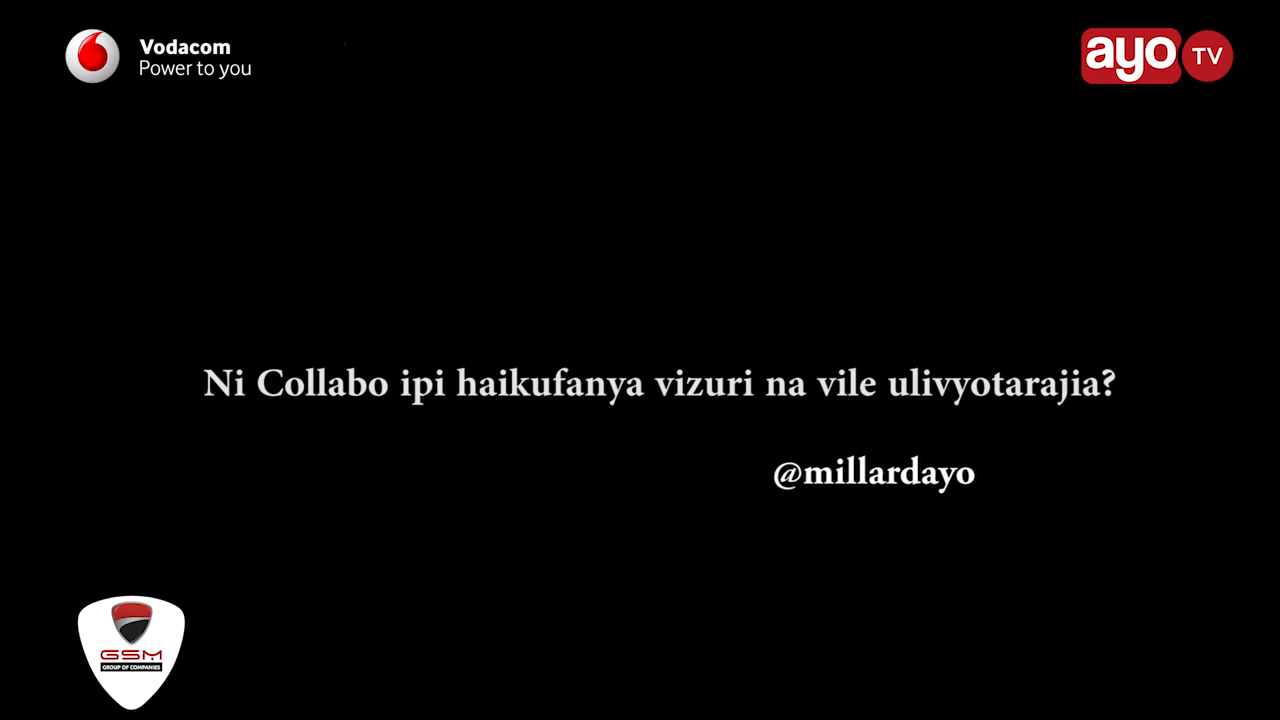 Vodacom
Power to you
ayo TV
Ni Collabo ipi haikufanya vizuri na vile ulivyotarajia?
@millardayo
GSM
GROUP OF COMPANIES